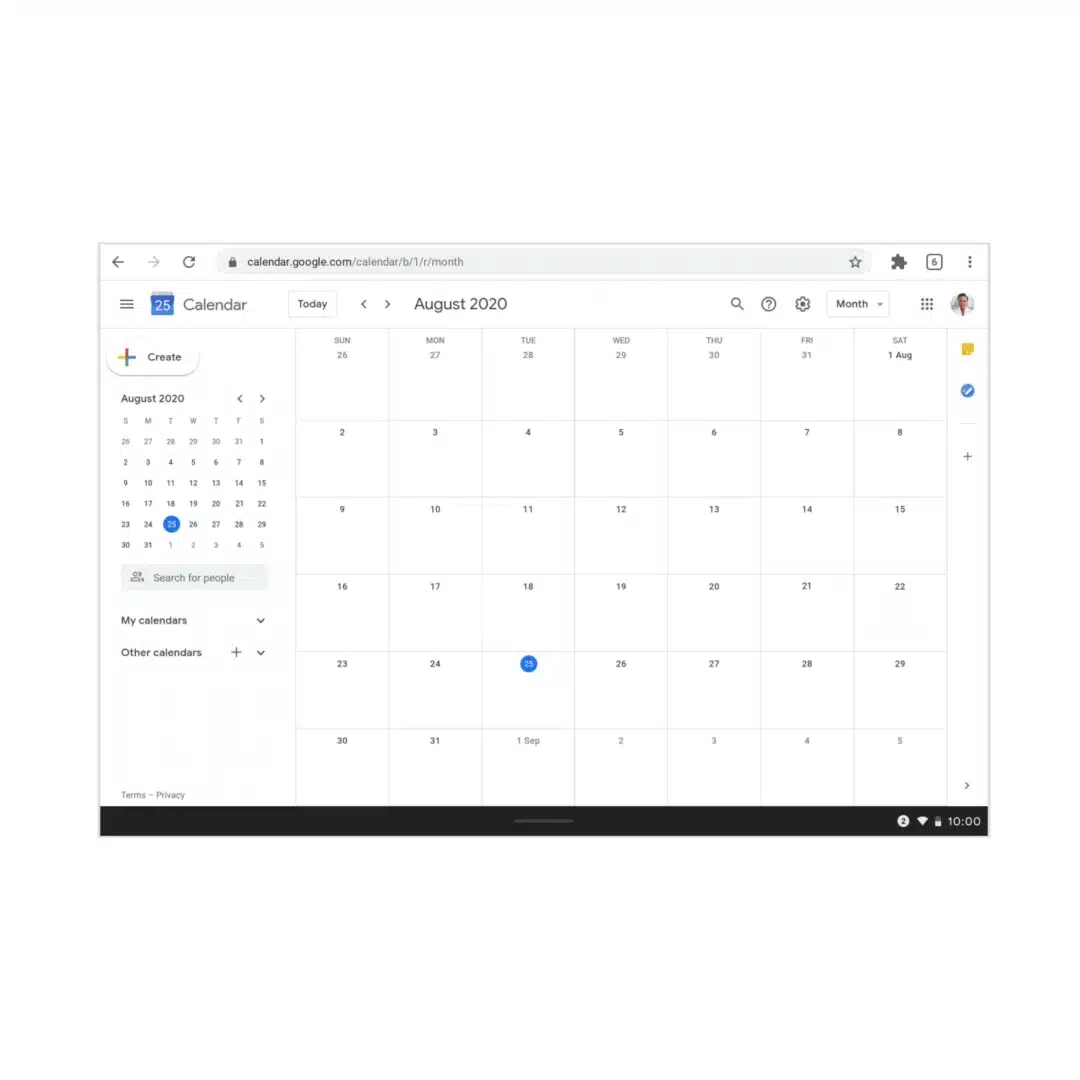 calendar.google.com/calendar/b/1/r/month
6
25 Calendar
Today
August 2020
Month
Create
August 2020
S M T W T F S
26 27 28 29 30 31 1
2 3 4 5 6 7 8
9 10 11 12 13 14 15
16 17 18 19 20 21 22
23 24 25 26 27 28 29
30 31 1 2 3 4 5
Search for people
My calendars
Other calendars
Terms – Privacy
SUN MON TUE WED THU FRI SAT
26 27 28 29 30 31 1 Aug
2 3 4 5 6 7 8
9 10 11 12 13 14 15
16 17 18 19 20 21 22
23 24 25 26 27 28 29
30 31 1 Sep 2 3 4 5
2 10:00